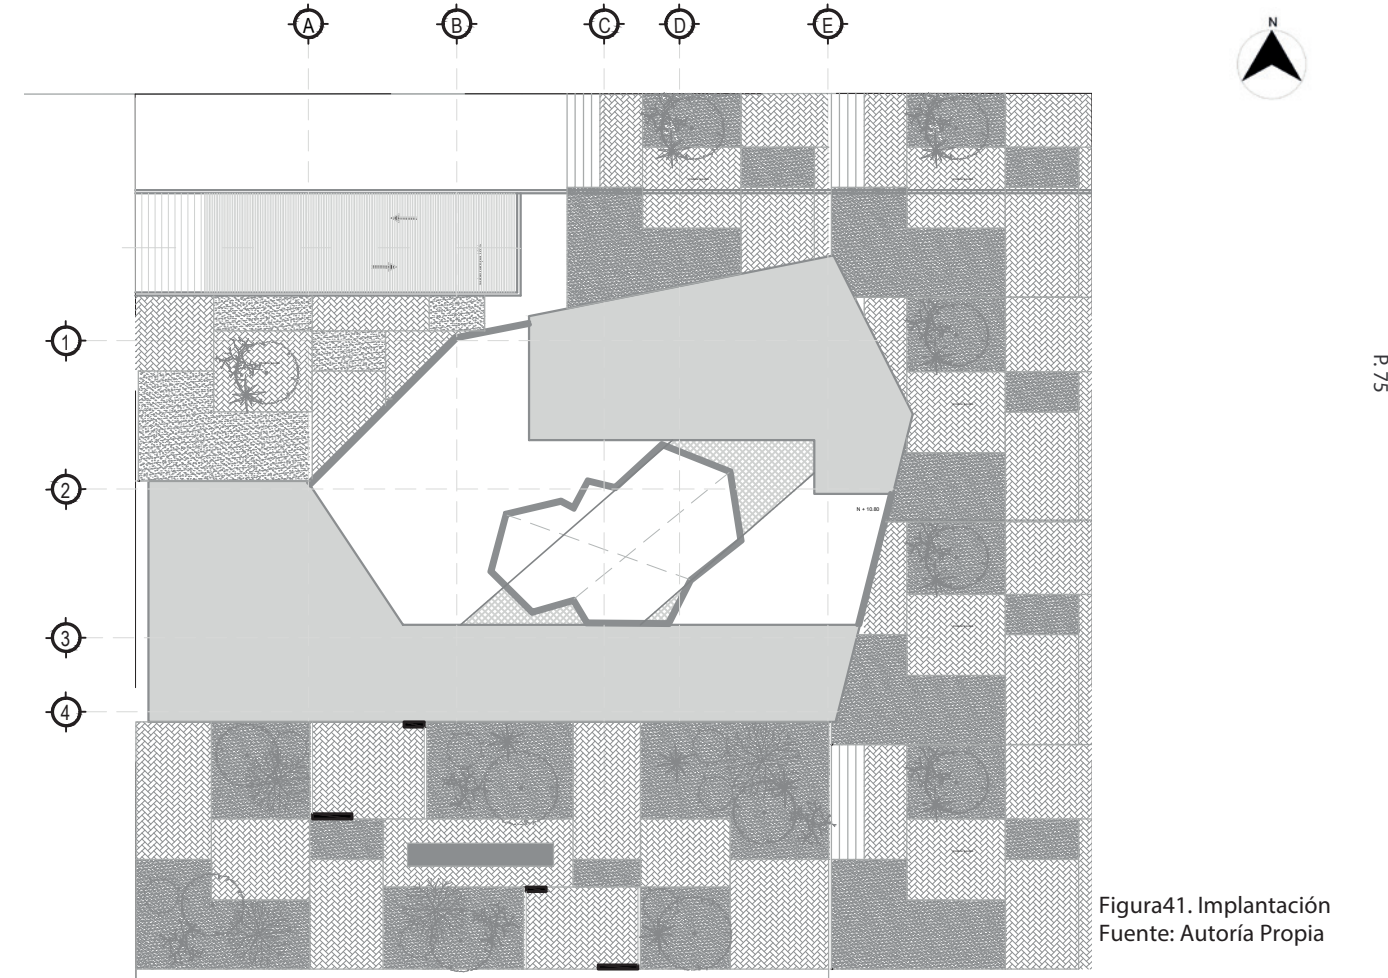 A B C D E
N
1
P. 75
2
N + 10.80
3
4
Figura41. Implantación
Fuente: Autoría Propia